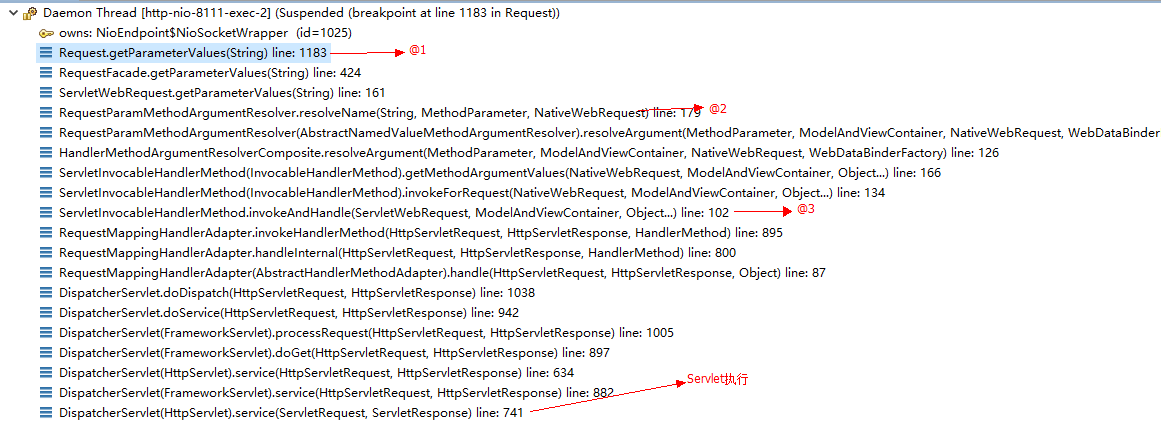 Daemon Thread [http-nio-8111-exec-2] (Suspended (breakpoint at line 1183 in Request))
owns: NioEndpoint$NioSocketWrapper (id=1025)
Request.getParameterValues(String) line: 1183 @1
RequestFacade.getParameterValues(String) line: 424
ServletWebRequest.getParameterValues(String) line: 161
RequestParamMethodArgumentResolver.resolveName(String, MethodParameter, NativeWebRequest) line: 179 @2
RequestParamMethodArgumentResolver(AbstractNamedValueMethodArgumentResolver).resolveArgument(MethodParameter, ModelAndViewContainer, NativeWebRequest, WebDataBinder
HandlerMethodArgumentResolverComposite.resolveArgument(MethodParameter, ModelAndViewContainer, NativeWebRequest, WebDataBinderFactory) line: 126
ServletInvocableHandlerMethod(InvocableHandlerMethod).getMethodArgumentValues(NativeWebRequest, ModelAndViewContainer, Object...) line: 166
ServletInvocableHandlerMethod(InvocableHandlerMethod).invokeForRequest(NativeWebRequest, ModelAndViewContainer, Object...) line: 134
ServletInvocableHandlerMethod.invokeAndHandle(ServletWebRequest, ModelAndViewContainer, Object...) line: 102 @3
RequestMappingHandlerAdapter.invokeHandlerMethod(HttpServletRequest, HttpServletResponse, HandlerMethod) line: 895
RequestMappingHandlerAdapter.handleInternal(HttpServletRequest, HttpServletResponse, HandlerMethod) line: 800
RequestMappingHandlerAdapter(AbstractHandlerMethodAdapter).handle(HttpServletRequest, HttpServletResponse, Object) line: 87
DispatcherServlet.doDispatch(HttpServletRequest, HttpServletResponse) line: 1038
DispatcherServlet.doService(HttpServletRequest, HttpServletResponse) line: 942
DispatcherServlet(FrameworkServlet).processRequest(HttpServletRequest, HttpServletResponse) line: 1005
DispatcherServlet(FrameworkServlet).doGet(HttpServletRequest, HttpServletResponse) line: 897
DispatcherServlet(HttpServlet).service(HttpServletRequest, HttpServletResponse) line: 634
Servlet执行
DispatcherServlet(FrameworkServlet).service(HttpServletRequest, HttpServletResponse) line: 882
DispatcherServlet(HttpServlet).service(ServletRequest, ServletResponse) line: 741